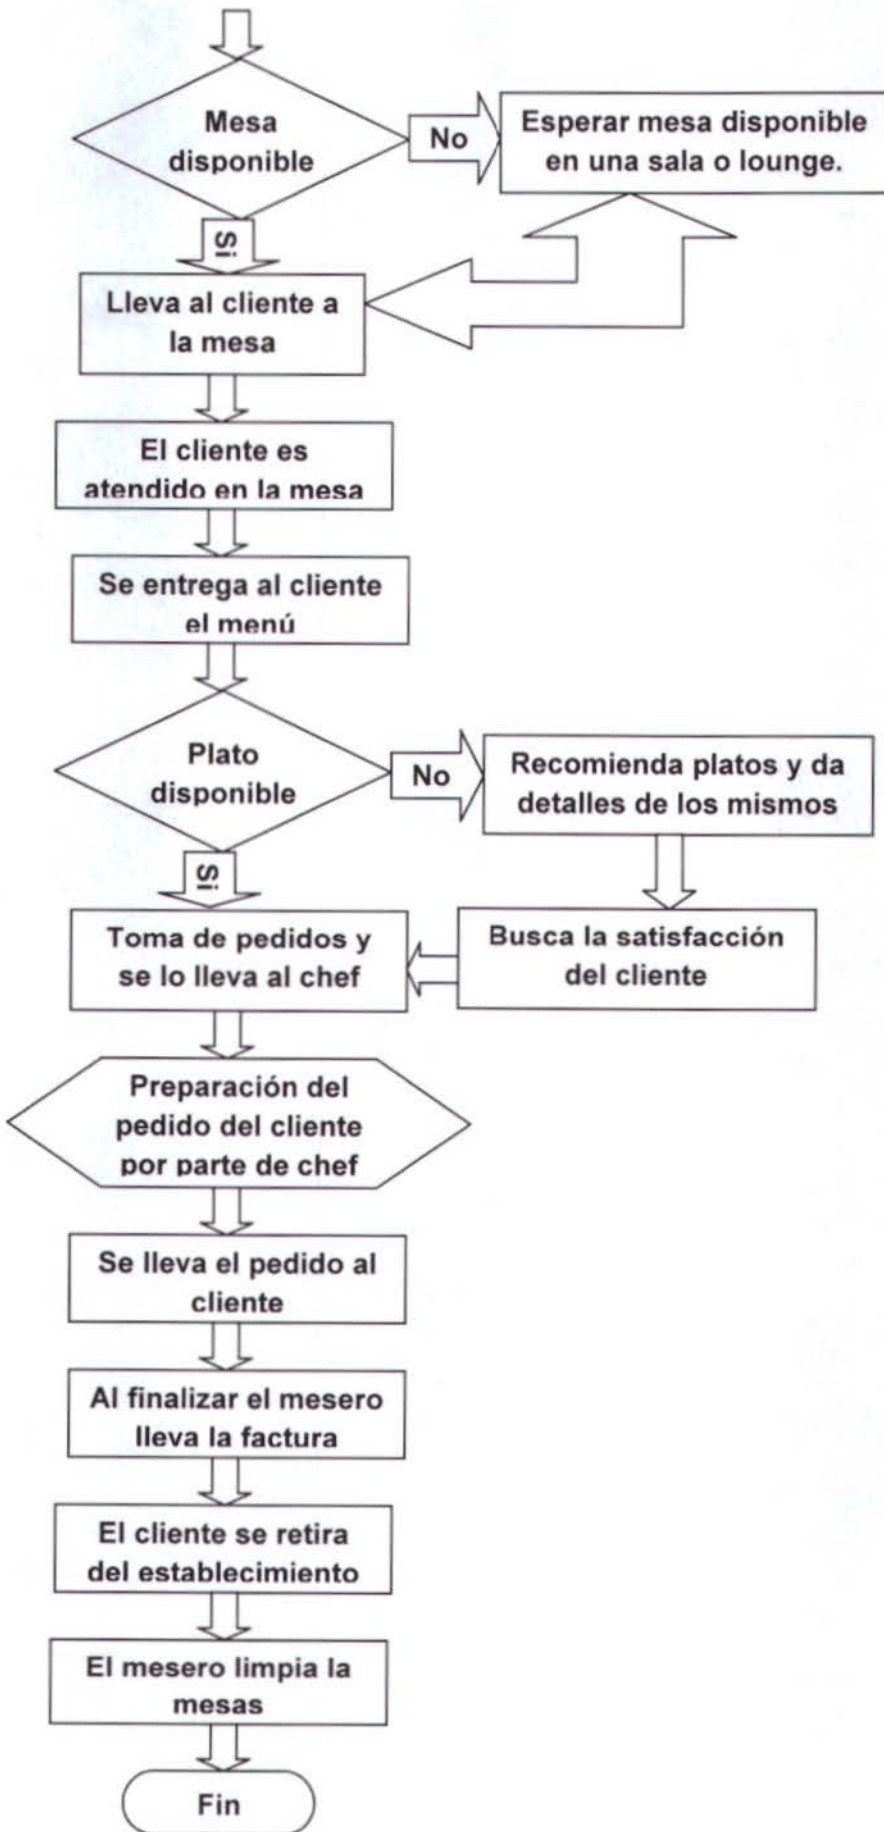 Mesa
disponible
No
Esperar mesa disponible
en una sala o lounge.
Si
Lleva al cliente a
la mesa
El cliente es
atendido en la mesa
Se entrega al cliente
el menú
Plato
disponible
No
Recomienda platos y da
detalles de los mismos
Si
Toma de pedidos y
se lo lleva al chef
Busca la satisfacción
del cliente
Preparación del
pedido del cliente
por parte de chef
Se lleva el pedido al
cliente
Al finalizar el mesero
lleva la factura
El cliente se retira
del establecimiento
El mesero limpia la
mesas
Fin